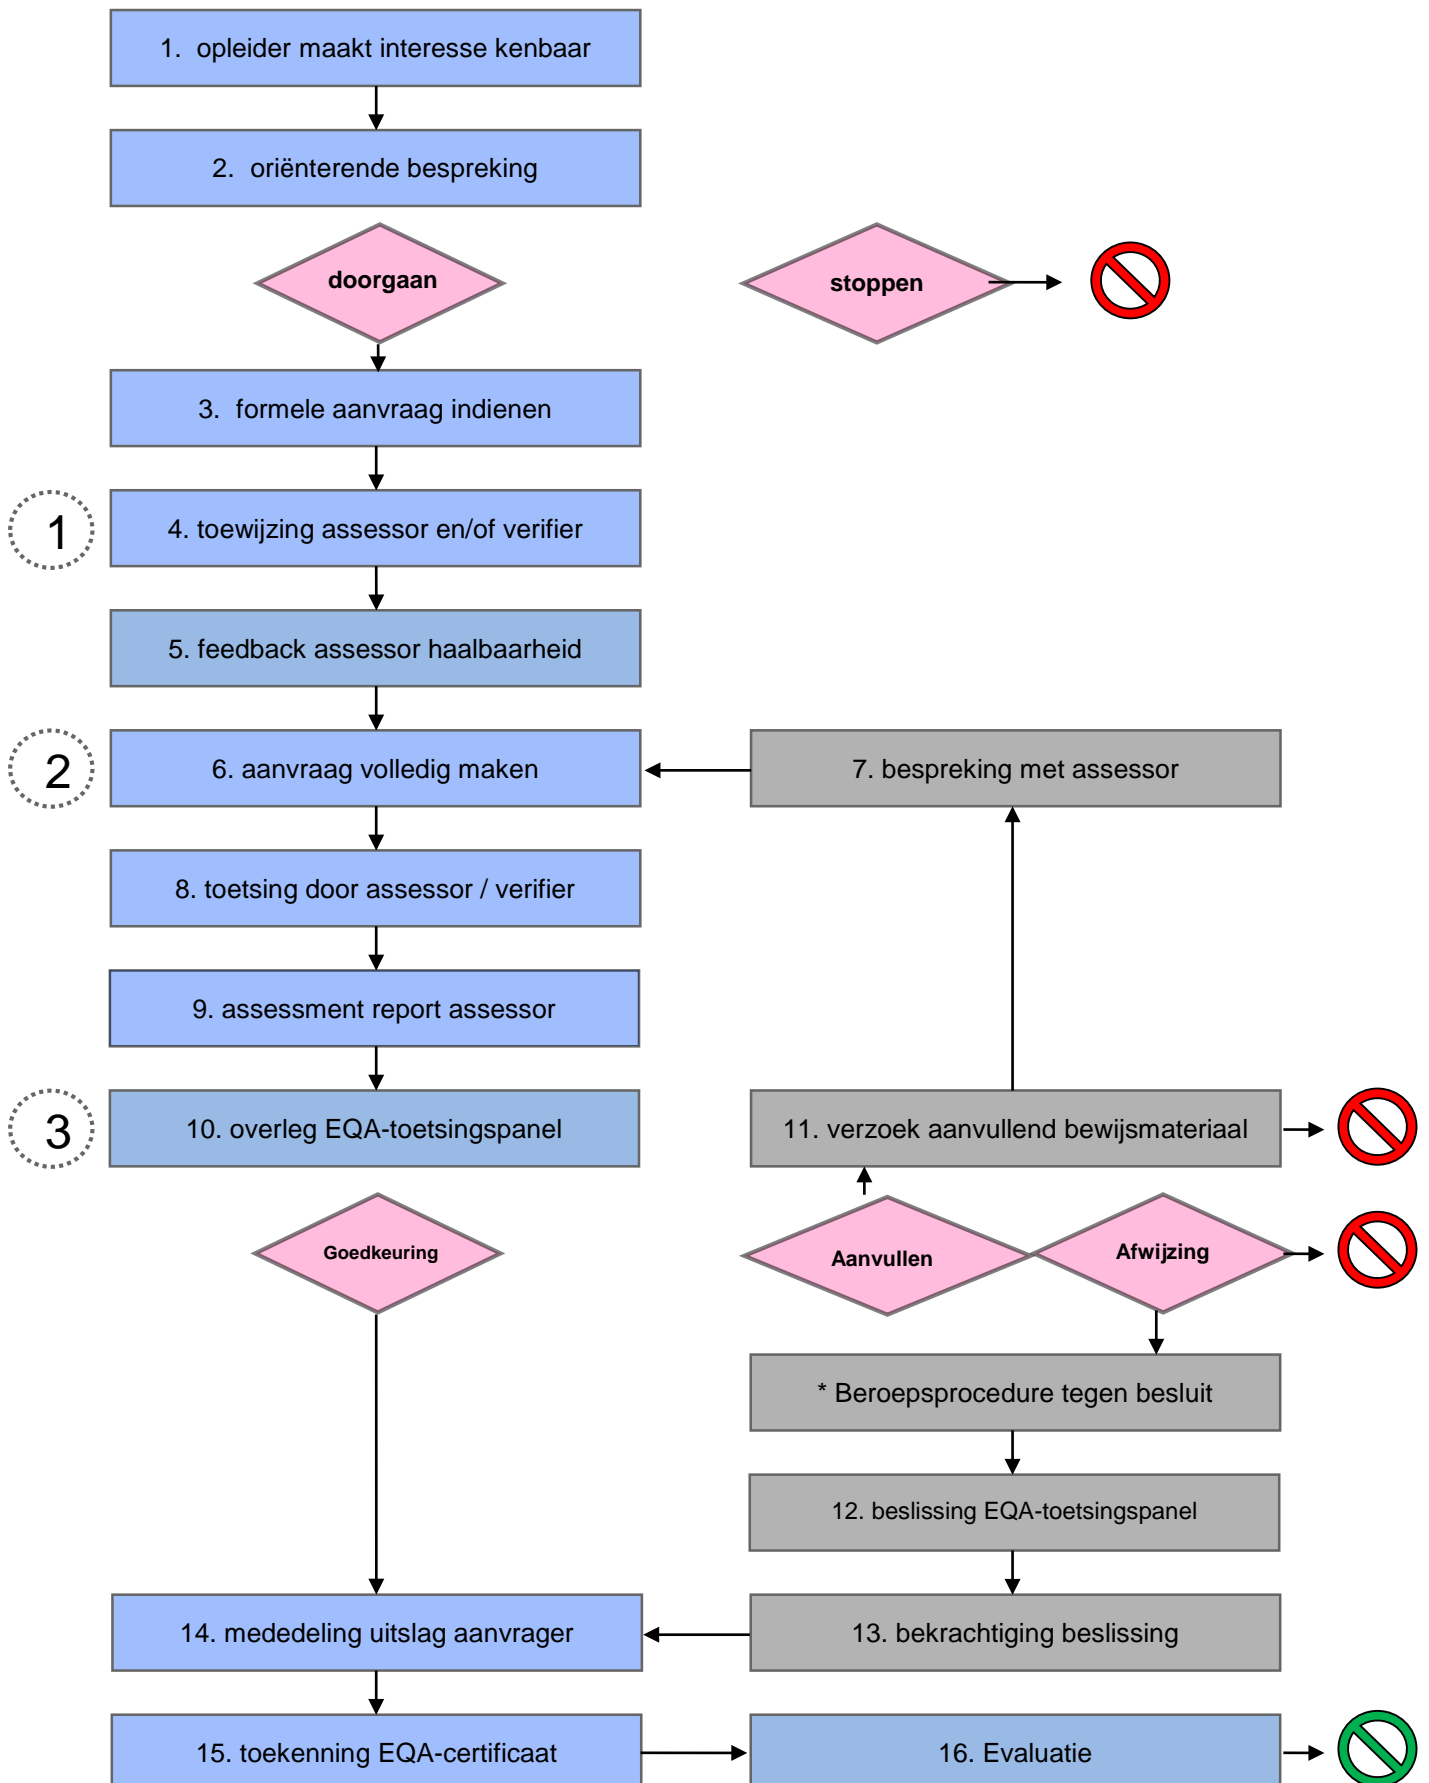 1. opleider maakt interesse kenbaar
2. oriënterende bespreking
doorgaan
stoppen
3. formele aanvraag indienen
1
4. toewijzing assessor en/of verifier
5. feedback assessor haalbaarheid
2
6. aanvraag volledig maken
7. bespreking met assessor
8. toetsing door assessor / verifier
9. assessment report assessor
3
10. overleg EQA-toetsingspanel
11. verzoek aanvullend bewijsmateriaal
Goedkeuring
Aanvullen
Afwijzing
* Beroepsprocedure tegen besluit
12. beslissing EQA-toetsingspanel
14. mededeling uitslag aanvrager
13. bekrachtiging beslissing
15. toekenning EQA-certificaat
16. Evaluatie